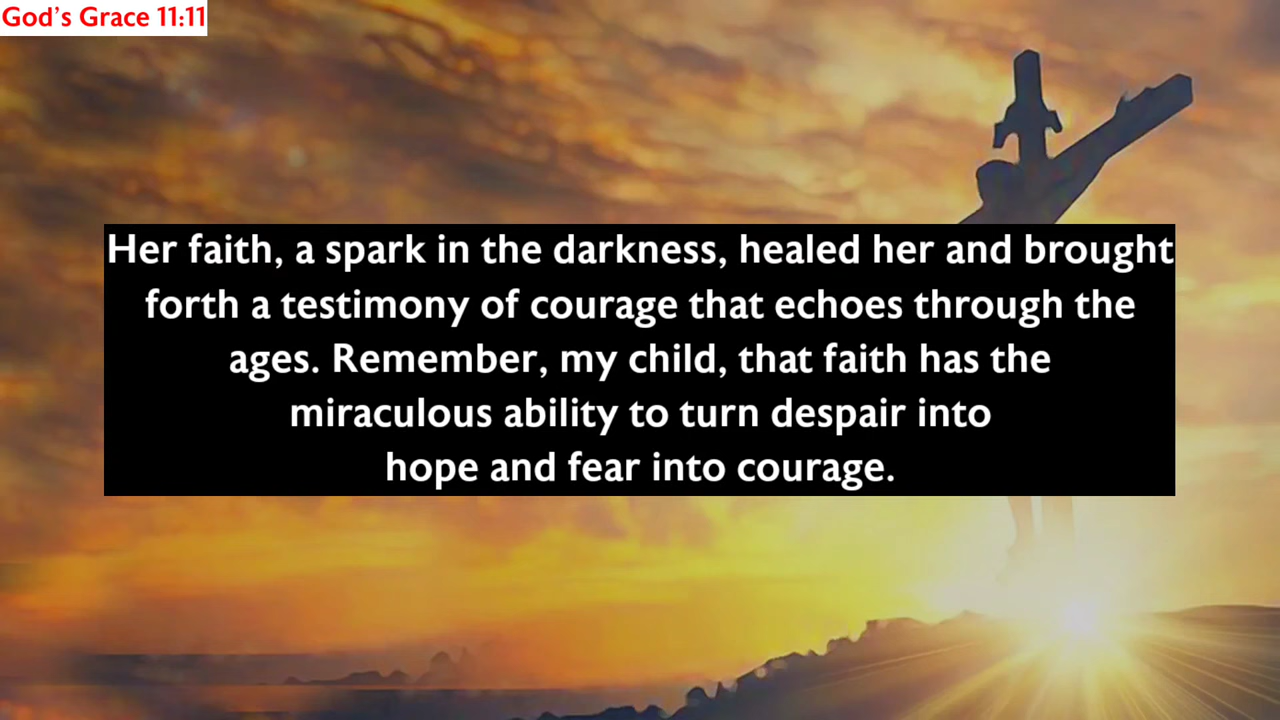 God's Grace 11:11
Her faith, a spark in the darkness, healed her and brought
forth a testimony of courage that echoes through the
ages. Remember, my child, that faith has the
miraculous ability to turn despair into
hope and fear into courage.